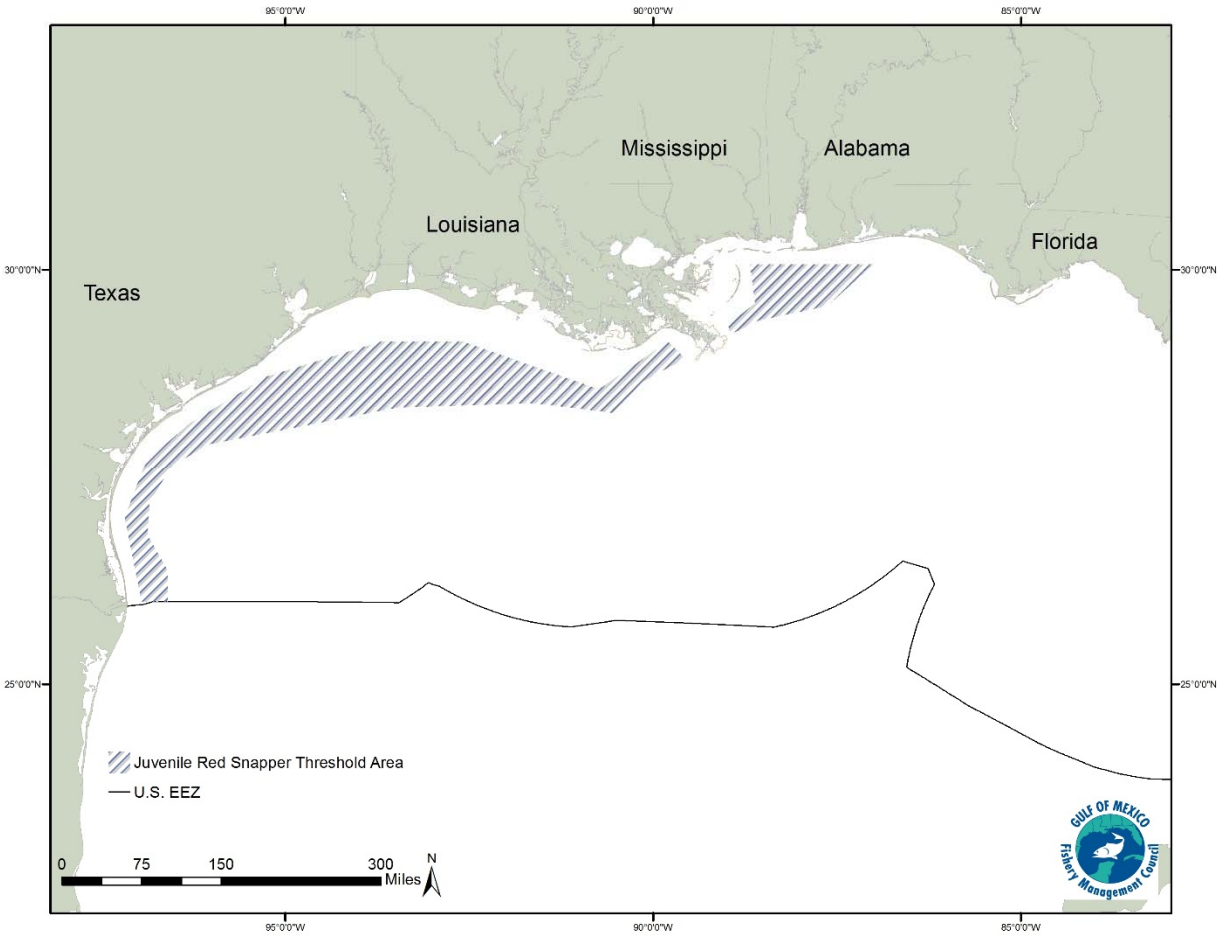 95°0'0"W 90°0'0"W 85°0'0"W
Mississippi Alabama
Louisiana
Florida
30°0'0"N 30°0'0"N
Texas
25°0'0"N 25°0'0"N
Juvenile Red Snapper Threshold Area
U.S. EEZ
GULF OF MEXICO
Fishery Management Council
0 75 150 300
Miles
N
95°0'0"W 90°0'0"W 85°0'0"W